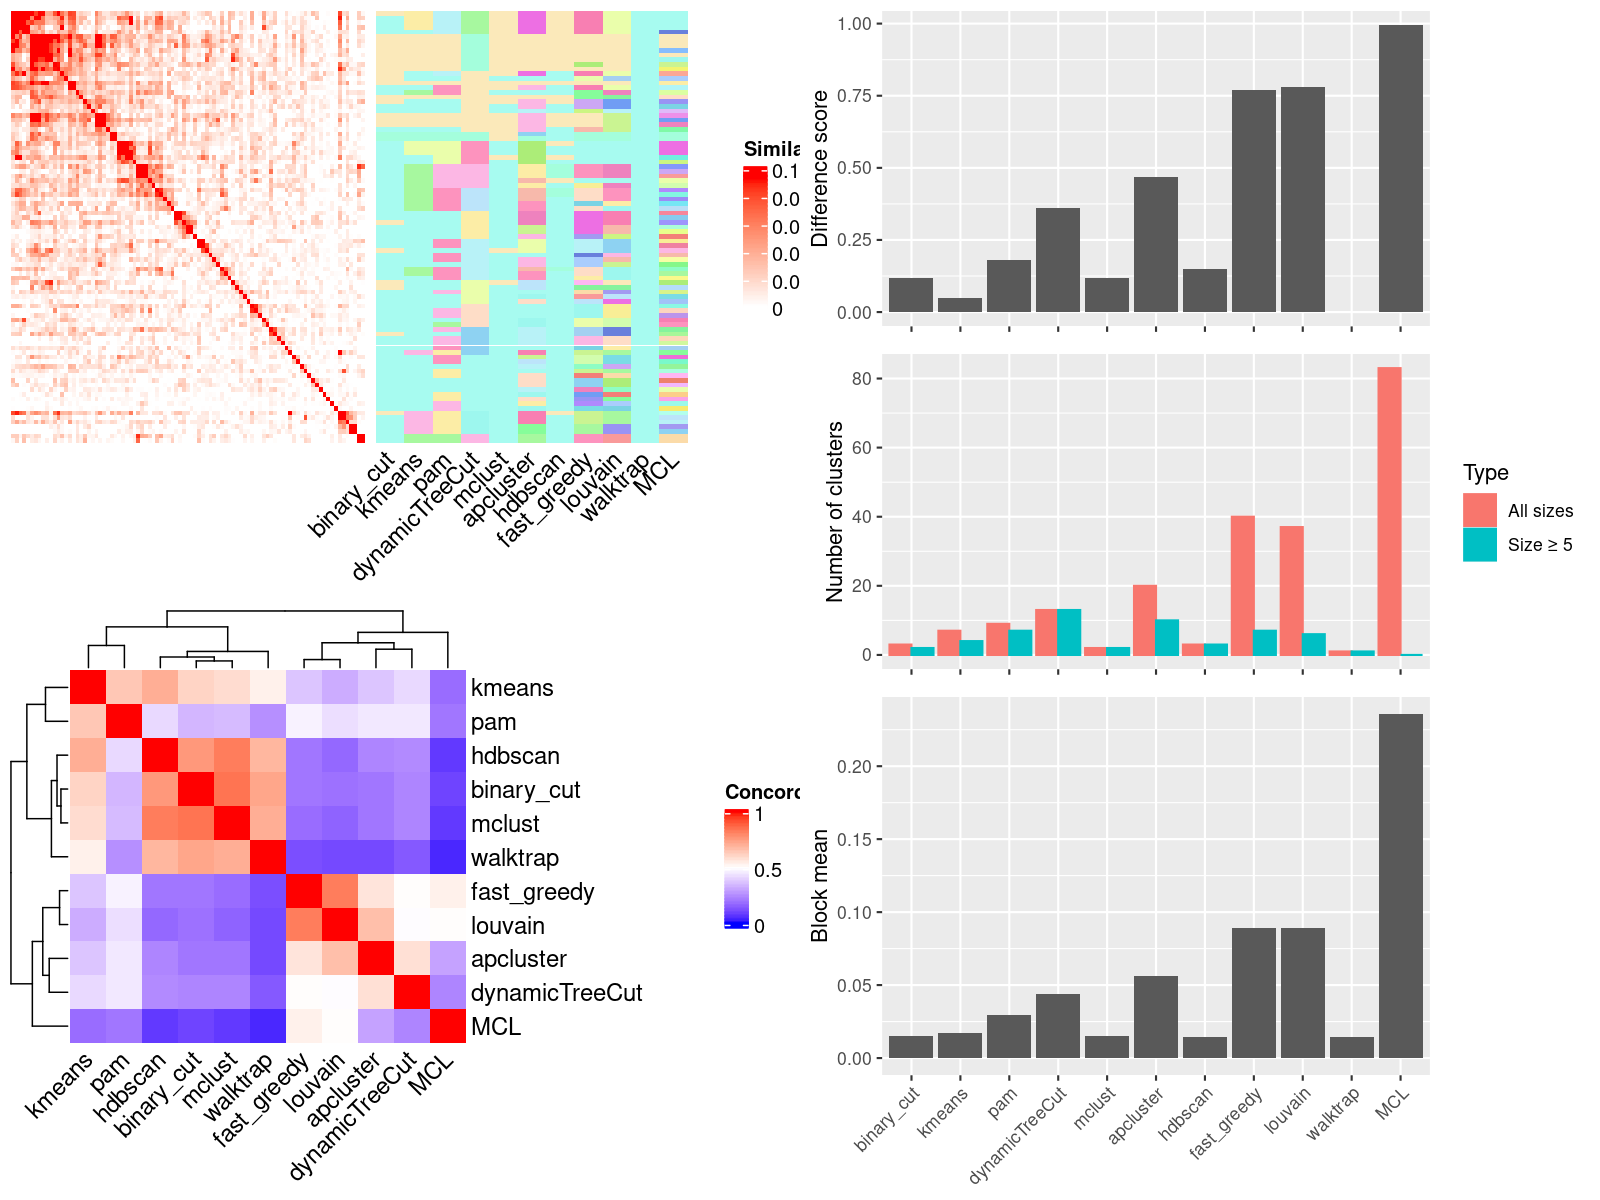 Simila
0.1
0.0
0.0
0.0
0.0
0
binary_cut
kmeans
pam
dynamicTreeCut
mclust
apcluster
hdbscan
fast_greedy
louvain
walktrap
MCL
kmeans
pam
hdbscan
binary_cut
mclust
walktrap
fast_greedy
louvain
apcluster
dynamicTreeCut
MCL
Concord
1
0.5
0
kmeans
pam
hdbscan
binary_cut
mclust
walktrap
fast_greedy
louvain
apcluster
dynamicTreeCut
MCL
Difference score
1.00
0.75
0.50
0.25
0.00
Number of clusters
80
60
40
20
0
Type
All sizes
Size ≥ 5
Block mean
0.20
0.15
0.10
0.05
0.00
binary_cut
kmeans
pam
dynamicTreeCut
mclust
apcluster
hdbscan
fast_greedy
louvain
walktrap
MCL